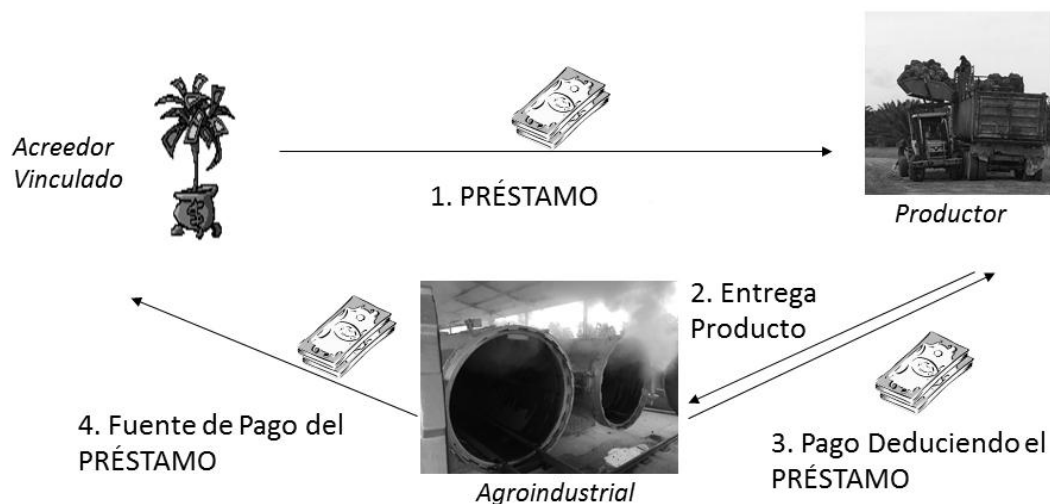 Acreedor
Vinculado
1. PRÉSTAMO
Productor
2. Entrega
Producto
3. Pago Deduciendo el
PRÉSTAMO
4. Fuente de Pago del
PRÉSTAMO
Agroindustrial